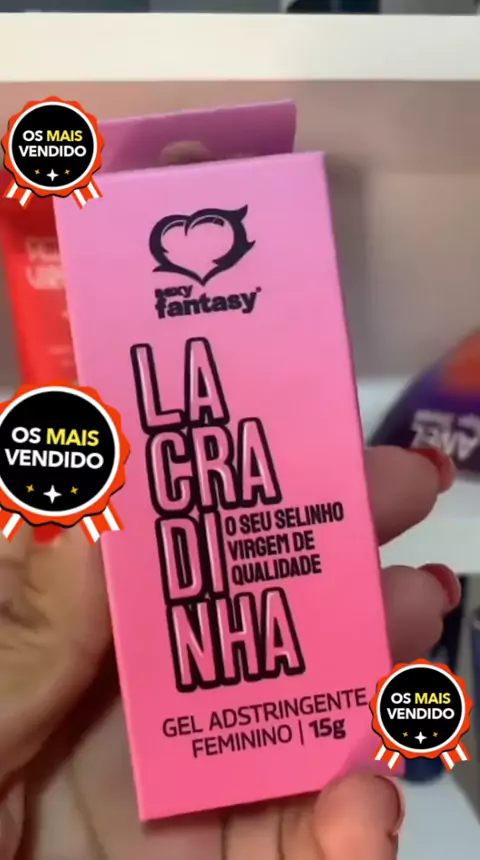 OS MAIS
VENDIDO
sexy
fantasy®
LA
CRA
DI
NHA
O SEU SELINHO
VIRGEM DE
QUALIDADE
OS MAIS
VENDIDO
GEL ADSTRINGENTE
FEMININO | 15g
OS MAIS
VENDIDO